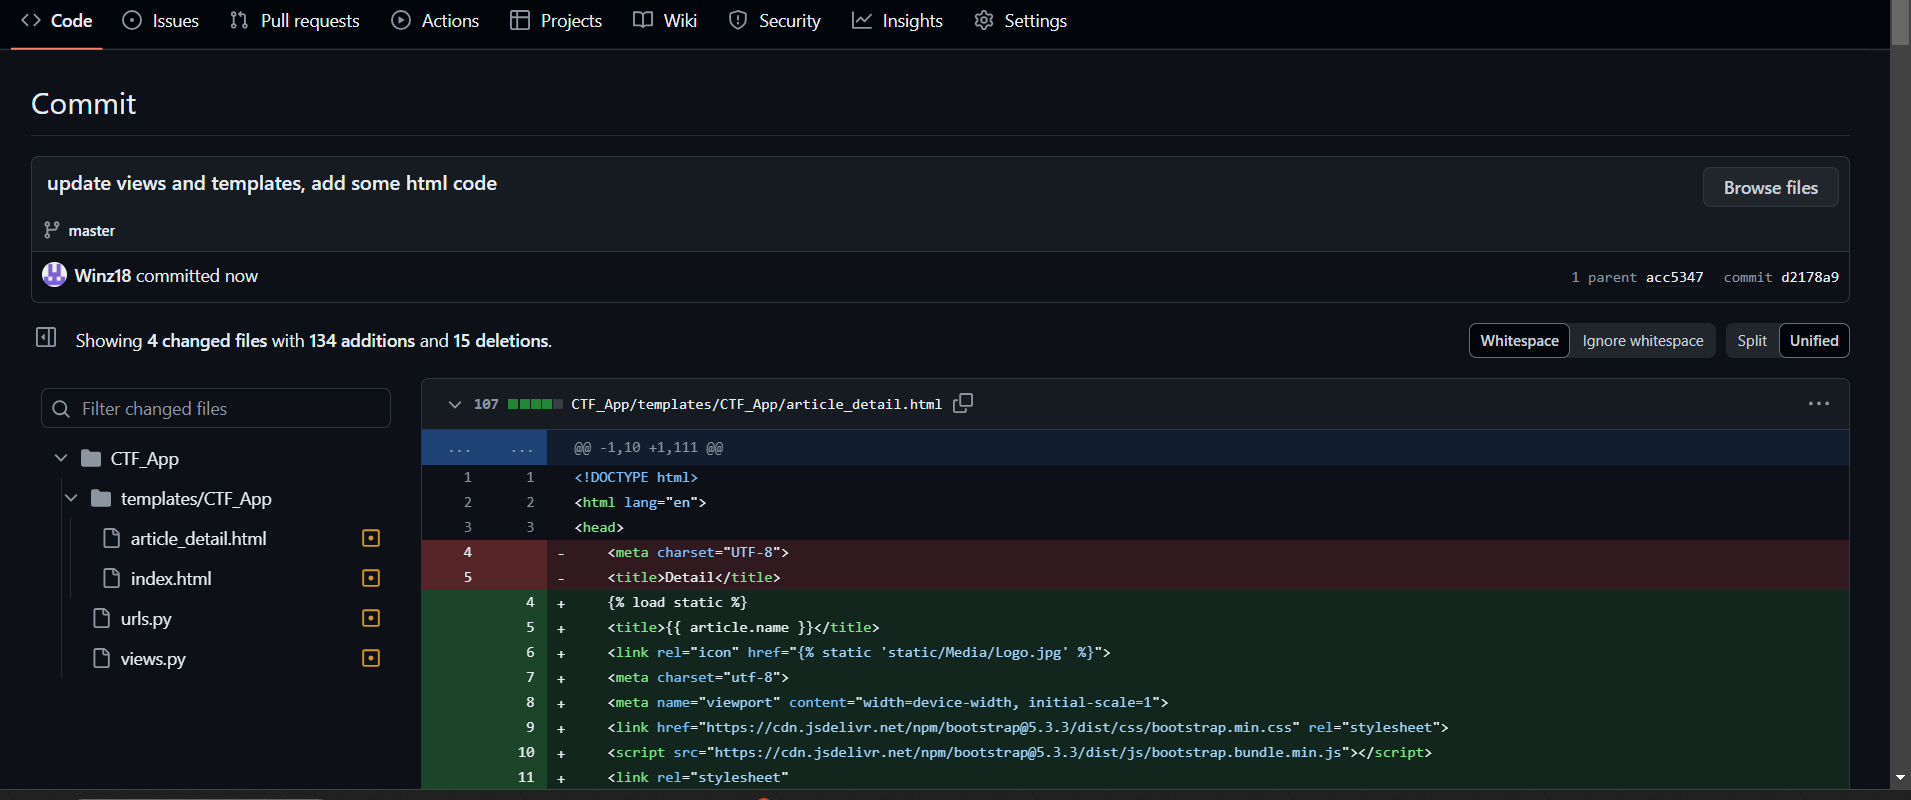 Code Issues Pull requests Actions Projects Wiki Security Insights Settings
Commit
update views and templates, add some html code
Browse files
master
Winz18 committed now
1 parent acc5347 commit d2178a9
Showing 4 changed files with 134 additions and 15 deletions.
Whitespace Ignore whitespace Split Unified
Filter changed files
CTF_App
templates/CTF_App
article_detail.html
index.html
urls.py
views.py
107 CTF_App/templates/CTF_App/article_detail.html
... ... @@ -1,10 +1,111 @@
1 1 <!DOCTYPE html>
2 2 <html lang="en">
3 3 <head>
4 - <meta charset="UTF-8">
5 - <title>Detail</title>
4 + {% load static %}
5 + <title>{{ article.name }}</title>
6 + <link rel="icon" href="{% static 'static/Media/Logo.jpg' %}">
7 + <meta charset="utf-8">
8 + <meta name="viewport" content="width=device-width, initial-scale=1">
9 + <link href="https://cdn.jsdelivr.net/npm/bootstrap@5.3.3/dist/css/bootstrap.min.css" rel="stylesheet">
10 + <script src="https://cdn.jsdelivr.net/npm/bootstrap@5.3.3/dist/js/bootstrap.bundle.min.js"></script>
11 + <link rel="stylesheet"